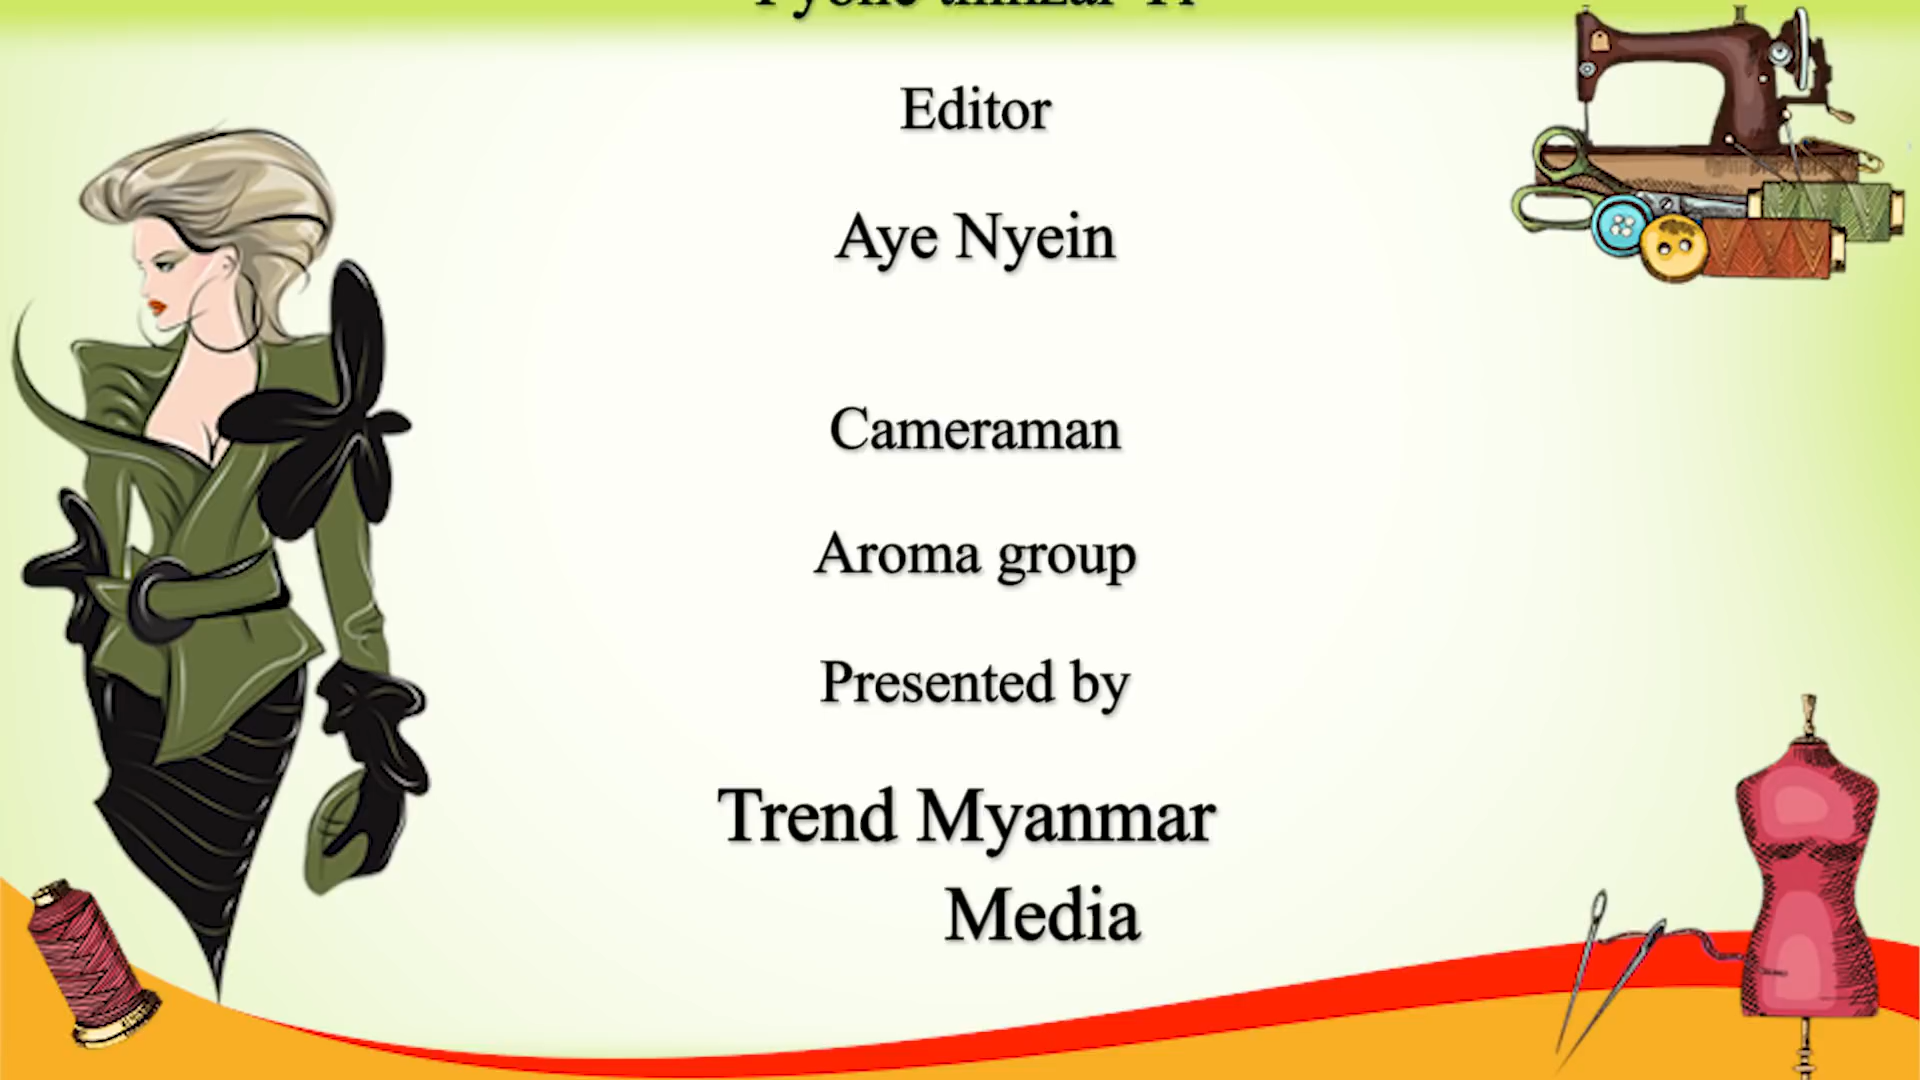 Editor
Aye Nyein
Cameraman
Aroma group
Presented by
Trend Myanmar
Media